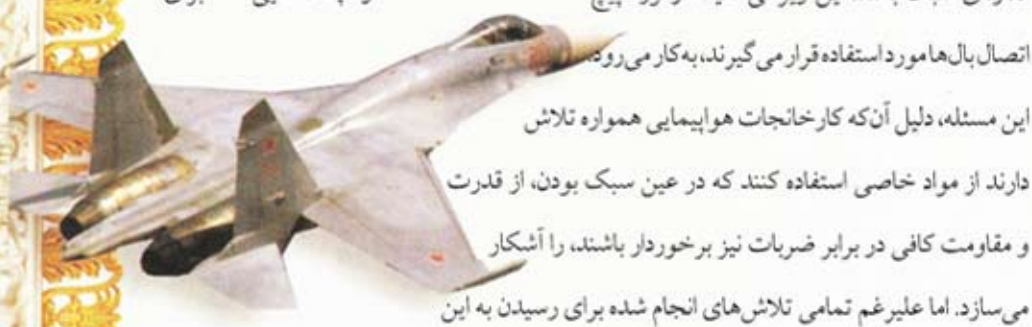 اتصال بال‌ها مورد استفاده قرار می‌گیرند، به‌کار می‌رود.
این مسئله، دلیل آن‌که کارخانجات هواپیمایی همواره تلاش
دارند از مواد خاصی استفاده کنند که در عین سبک بودن، از قدرت
و مقاومت کافی در برابر ضربات نیز برخوردار باشند، را آشکار
می‌سازد. اما علیرغم تمامی تلاش‌های انجام شده برای رسیدن به این